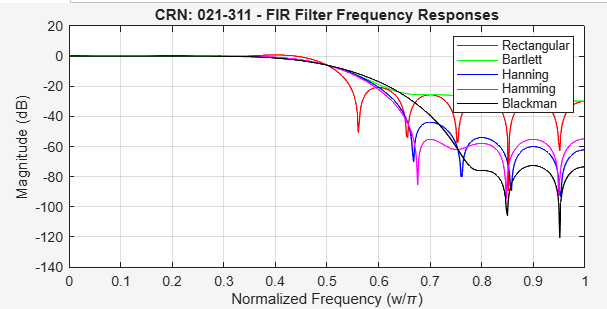 CRN: 021-311 - FIR Filter Frequency Responses
Magnitude (dB)
20
0
-20
-40
-60
-80
-100
-120
-140
Rectangular
Bartlett
Hanning
Hamming
Blackman
0 0.1 0.2 0.3 0.4 0.5 0.6 0.7 0.8 0.9 1
Normalized Frequency (w/π)